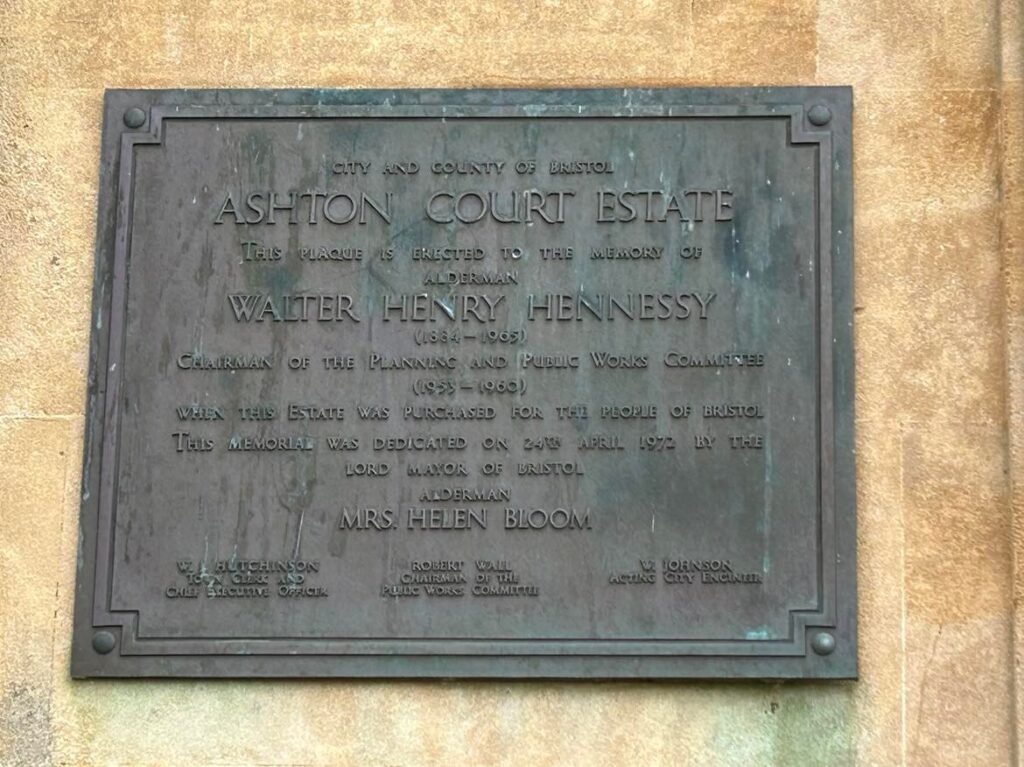 CITY AND COUNTY OF BRISTOL
ASHTON COURT ESTATE
THIS PLAQUE IS ERECTED TO THE MEMORY OF
ALDERMAN
WALTER HENRY HENNESSY
(1884-1965)
CHAIRMAN OF THE PLANNING AND PUBLIC WORKS COMMITTEE
(1953-1960)
WHEN THIS ESTATE WAS PURCHASED FOR THE PEOPLE OF BRISTOL
THIS MEMORIAL WAS DEDICATED ON 24TH APRIL 1972 BY THE
LORD MAYOR OF BRISTOL
ALDERMAN
MRS. HELEN BLOOM
W. HUTCHINSON ROBERT WALL V. JOHNSON
TOWN CLERK AND CHAIRMAN OF THE ACTING CITY ENGINEER
CHIEF EXECUTIVE OFFICER PUBLIC WORKS COMMITTEE